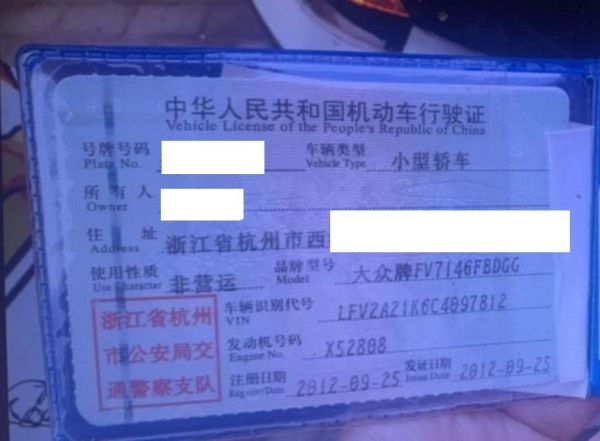 中华人民共和国机动车行驶证
Vehicle License of the People's Republic of China
号牌号码 车辆类型 小型轿车
Plate No. Vehicle Type
所有人
Owner
住址 浙江省杭州市西
Address
使用性质 非营运 品牌型号 大众牌FV7146FBDGG
Use Character Model
车辆识别代号 LFV2A21K6C4097812
VIN
发动机号码 X52808
Engine No.
注册日期 2012-09-25 发证日期 2012-09-25
Register Date Issue Date
浙江省杭州
市公安局交
通警察支队